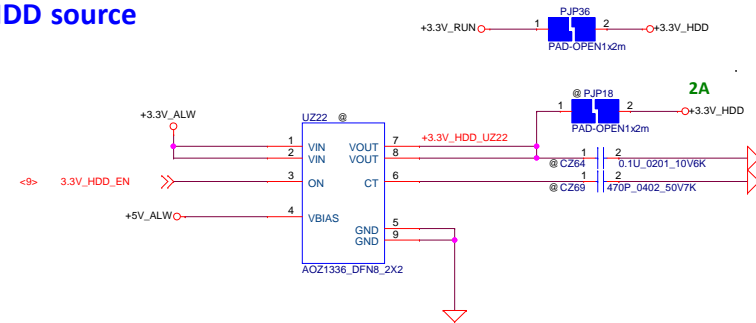 HDD source
PJP36
+3.3V_RUN 1 2 +3.3V_HDD
PAD-OPEN1x2m
@ PJP18 2A
1 2 +3.3V_HDD
PAD-OPEN1x2m
+3.3V_ALW
UZ22 @
1 VIN VOUT 7 +3.3V_HDD_UZ22
2 VIN VOUT 8
@ CZ64 1 2 0.1U_0201_10V6K
<9> 3.3V_HDD_EN 3 ON CT 6
@ CZ69 1 2 470P_0402_50V7K
+5V_ALW 4 VBIAS
GND 5
GND 9
AOZ1336_DFN8_2X2